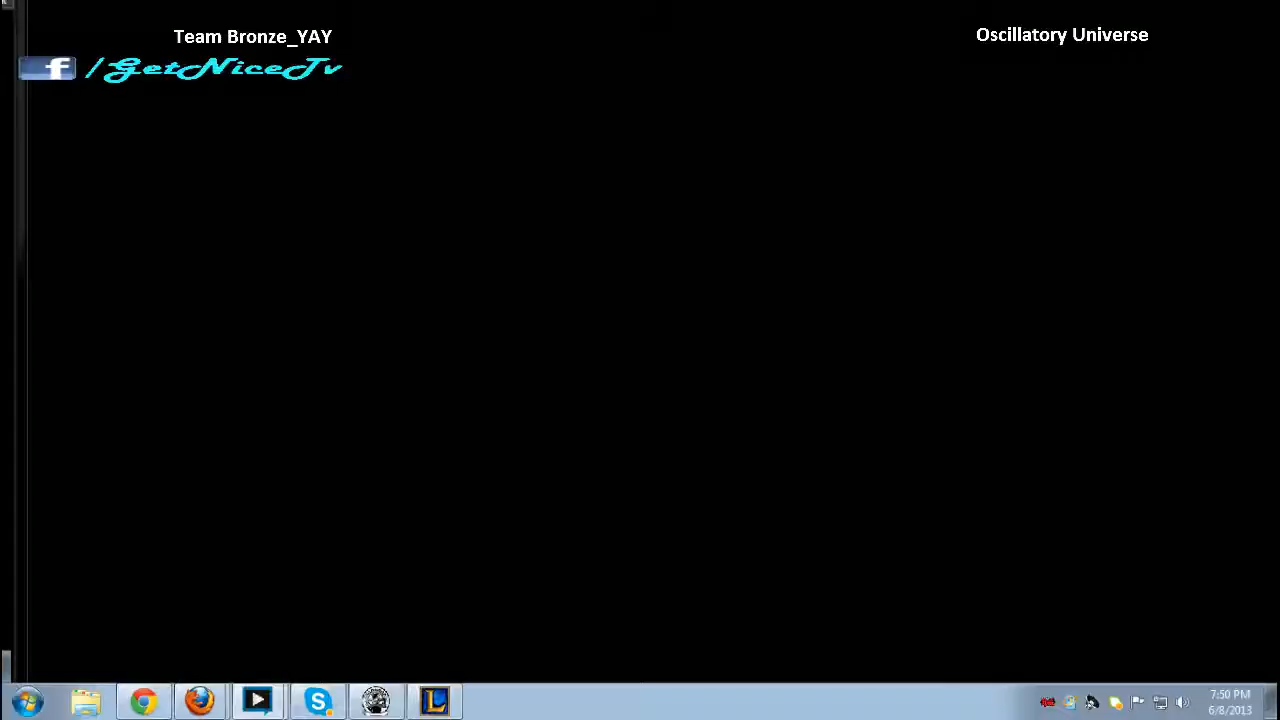 Team Bronze_YAY
Oscillatory Universe
f /GetNiceTv
7:50 PM
6/8/2013